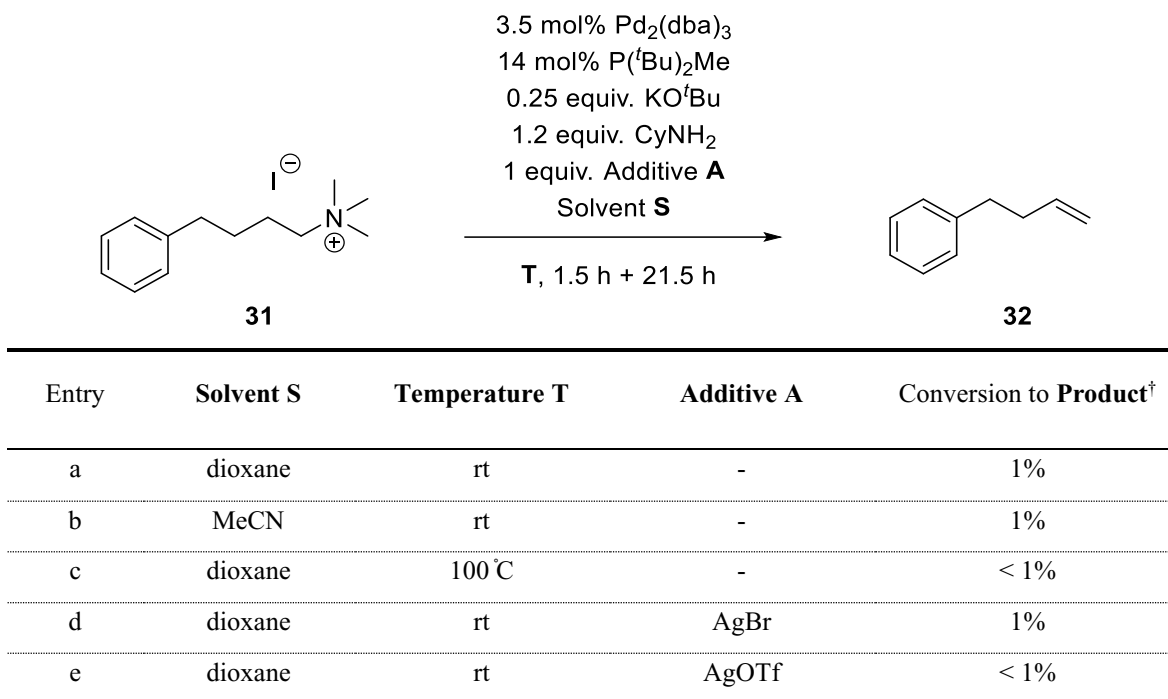 3.5 mol% Pd2(dba)3
14 mol% P(tBu)2Me
0.25 equiv. KOtBu
1.2 equiv. CyNH2
1 equiv. Additive A
Solvent S
T, 1.5 h + 21.5 h
I−
N+
31
32
Entry Solvent S Temperature T Additive A Conversion to Product†
a dioxane rt - 1%
b MeCN rt - 1%
c dioxane 100 ℃ - < 1%
d dioxane rt AgBr 1%
e dioxane rt AgOTf < 1%